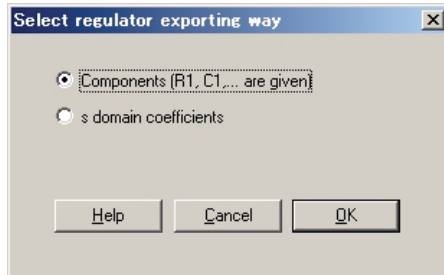 Select regulator exporting way
Components (R1, C1,... are given)
s domain coefficients
Help Cancel OK